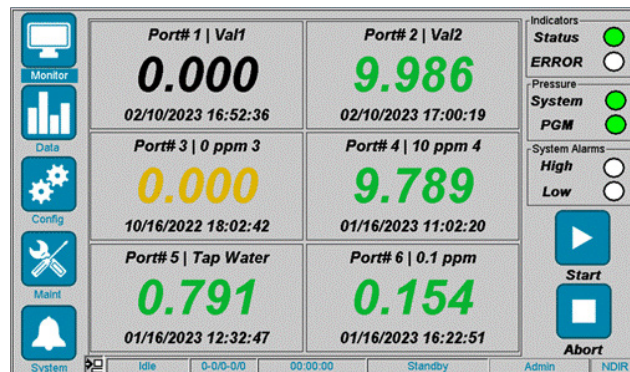 Monitor
Data
Config
Maint
System
Port# 1 | Val1
0.000
02/10/2023 16:52:36
Port# 2 | Val2
9.986
02/10/2023 17:00:19
Port# 3 | 0 ppm 3
0.000
10/16/2022 18:02:42
Port# 4 | 10 ppm 4
9.789
01/16/2023 11:02:20
Port# 5 | Tap Water
0.791
01/16/2023 12:32:47
Port# 6 | 0.1 ppm
0.154
01/16/2023 16:22:51
Indicators
Status
ERROR
Pressure
System
PGM
System Alarms
High
Low
Start
Abort
Idle 0-0/0-0/0 00:00:00 Standby Admin NDIR